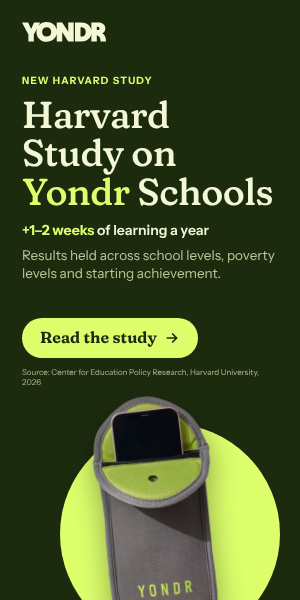 YONDR
NEW HARVARD STUDY
Harvard
Study on
Yondr Schools
+1–2 weeks of learning a year
Results held across school levels, poverty
levels and starting achievement.
Read the study →
Source: Center for Education Policy Research, Harvard University,
2026
YONDR